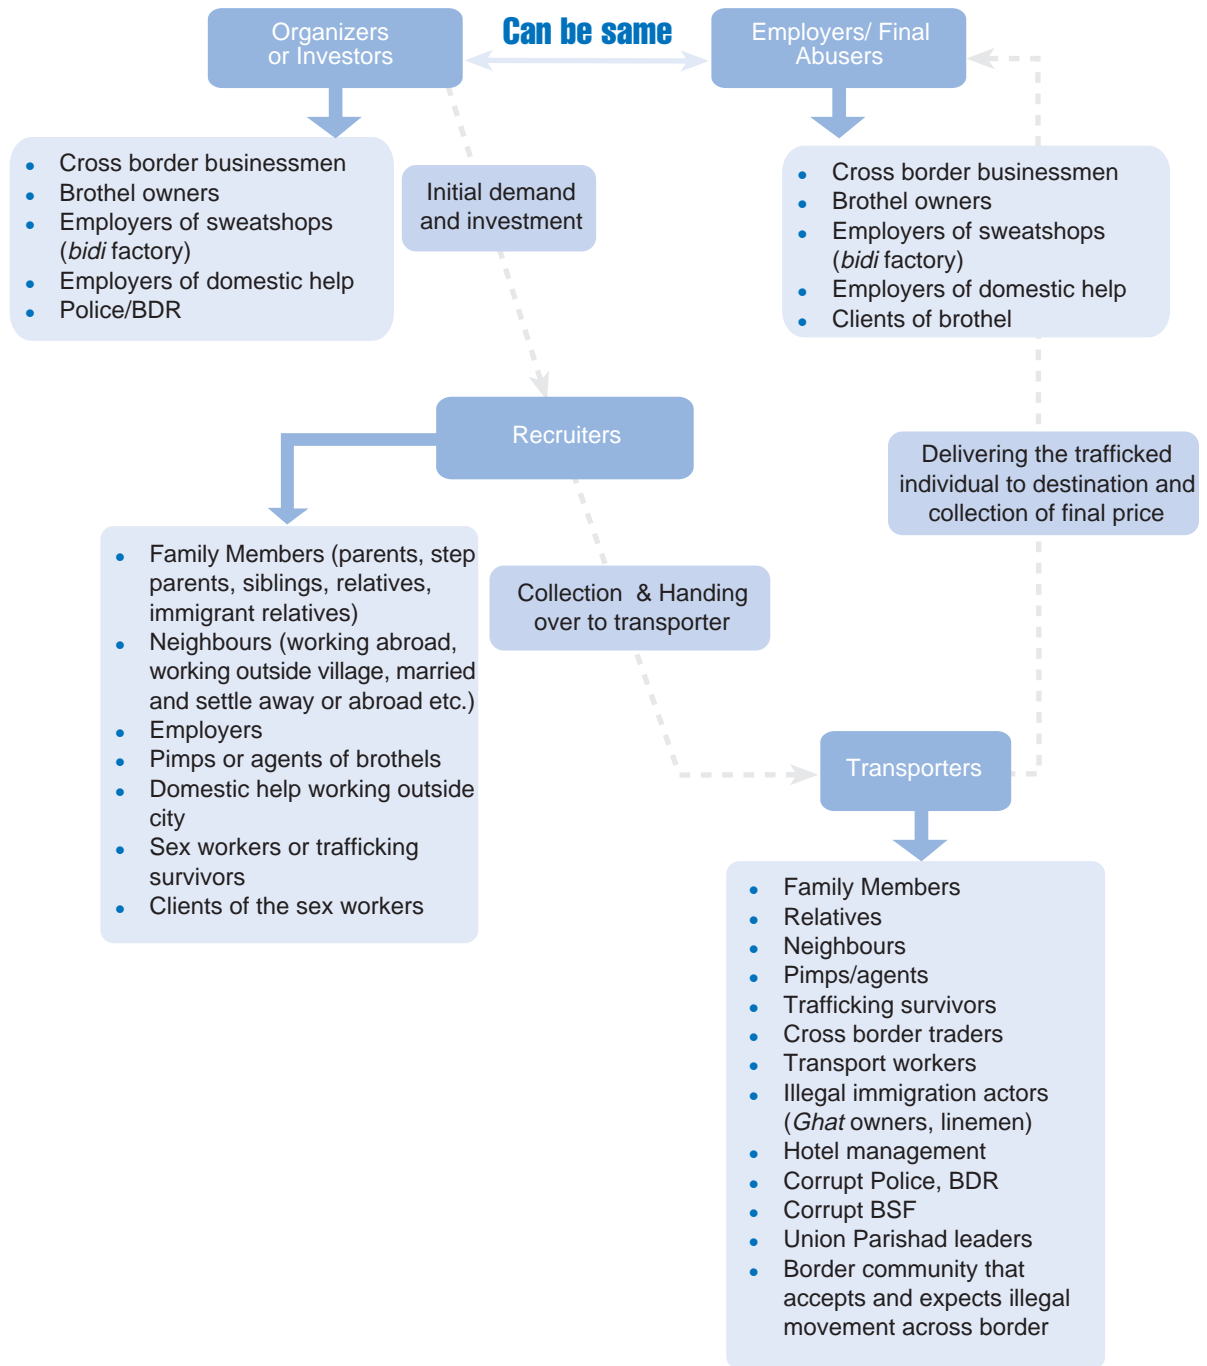 Organizers
or Investors
Can be same
Employers/ Final
Abusers
• Cross border businessmen
• Brothel owners
• Employers of sweatshops
(bidi factory)
• Employers of domestic help
• Police/BDR
Initial demand
and investment
• Cross border businessmen
• Brothel owners
• Employers of sweatshops
(bidi factory)
• Employers of domestic help
• Clients of brothel
Recruiters
Delivering the trafficked
individual to destination and
collection of final price
• Family Members (parents, step
parents, siblings, relatives,
immigrant relatives)
• Neighbours (working abroad,
working outside village, married
and settle away or abroad etc.)
• Employers
• Pimps or agents of brothels
• Domestic help working outside
city
• Sex workers or trafficking
survivors
• Clients of the sex workers
Collection & Handing
over to transporter
Transporters
• Family Members
• Relatives
• Neighbours
• Pimps/agents
• Trafficking survivors
• Cross border traders
• Transport workers
• Illegal immigration actors
(Ghat owners, linemen)
• Hotel management
• Corrupt Police, BDR
• Corrupt BSF
• Union Parishad leaders
• Border community that
accepts and expects illegal
movement across border